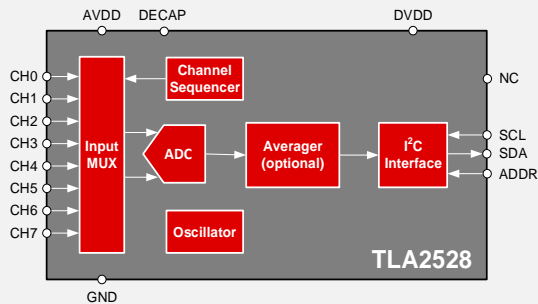 AVDD
DECAP
DVDD
CH0
CH1
CH2
CH3
CH4
CH5
CH6
CH7
Input
MUX
Channel
Sequencer
ADC
Averager
(optional)
I²C
Interface
Oscillator
NC
SCL
SDA
ADDR
TLA2528
GND